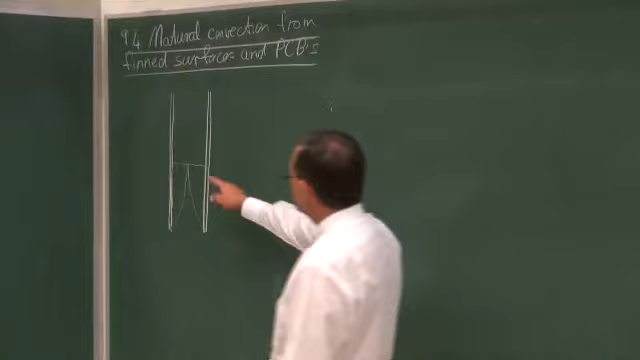 9.4 Natural convection from
finned surfaces and PCB's